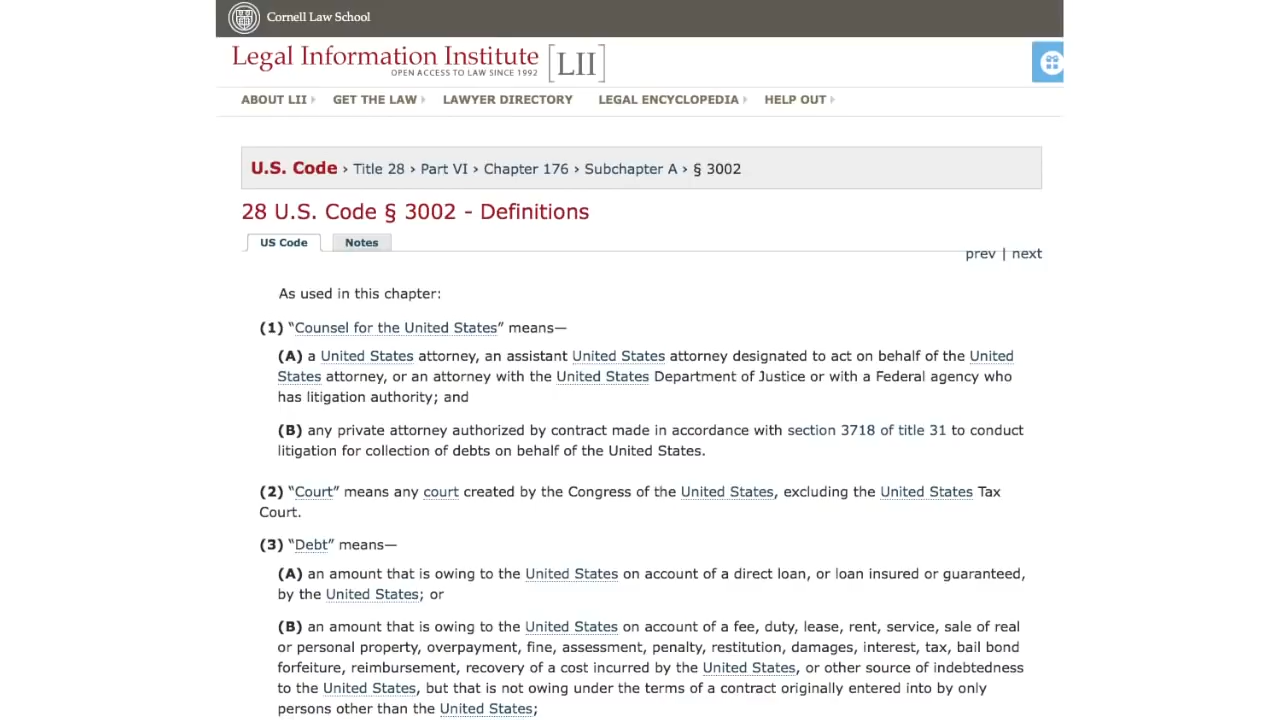 Cornell Law School
Legal Information Institute [LII]
OPEN ACCESS TO LAW SINCE 1992
ABOUT LII GET THE LAW LAWYER DIRECTORY LEGAL ENCYCLOPEDIA HELP OUT
U.S. Code › Title 28 › Part VI › Chapter 176 › Subchapter A › § 3002
28 U.S. Code § 3002 - Definitions
US Code Notes
prev | next
As used in this chapter:
(1) “Counsel for the United States” means—
(A) a United States attorney, an assistant United States attorney designated to act on behalf of the United
States attorney, or an attorney with the United States Department of Justice or with a Federal agency who
has litigation authority; and
(B) any private attorney authorized by contract made in accordance with section 3718 of title 31 to conduct
litigation for collection of debts on behalf of the United States.
(2) “Court” means any court created by the Congress of the United States, excluding the United States Tax
Court.
(3) “Debt” means—
(A) an amount that is owing to the United States on account of a direct loan, or loan insured or guaranteed,
by the United States; or
(B) an amount that is owing to the United States on account of a fee, duty, lease, rent, service, sale of real
or personal property, overpayment, fine, assessment, penalty, restitution, damages, interest, tax, bail bond
forfeiture, reimbursement, recovery of a cost incurred by the United States, or other source of indebtedness
to the United States, but that is not owing under the terms of a contract originally entered into by only
persons other than the United States;